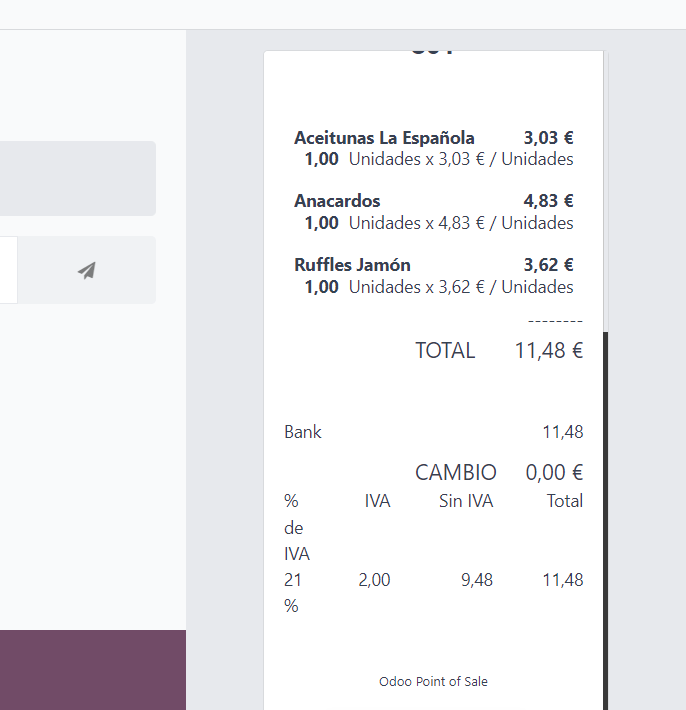 Aceitunas La Española 3,03 €
1,00 Unidades x 3,03 € / Unidades
Anacardos 4,83 €
1,00 Unidades x 4,83 € / Unidades
Ruffles Jamón 3,62 €
1,00 Unidades x 3,62 € / Unidades
--------
TOTAL 11,48 €
Bank 11,48
CAMBIO 0,00 €
% de IVA IVA Sin IVA Total
21 % 2,00 9,48 11,48
Odoo Point of Sale